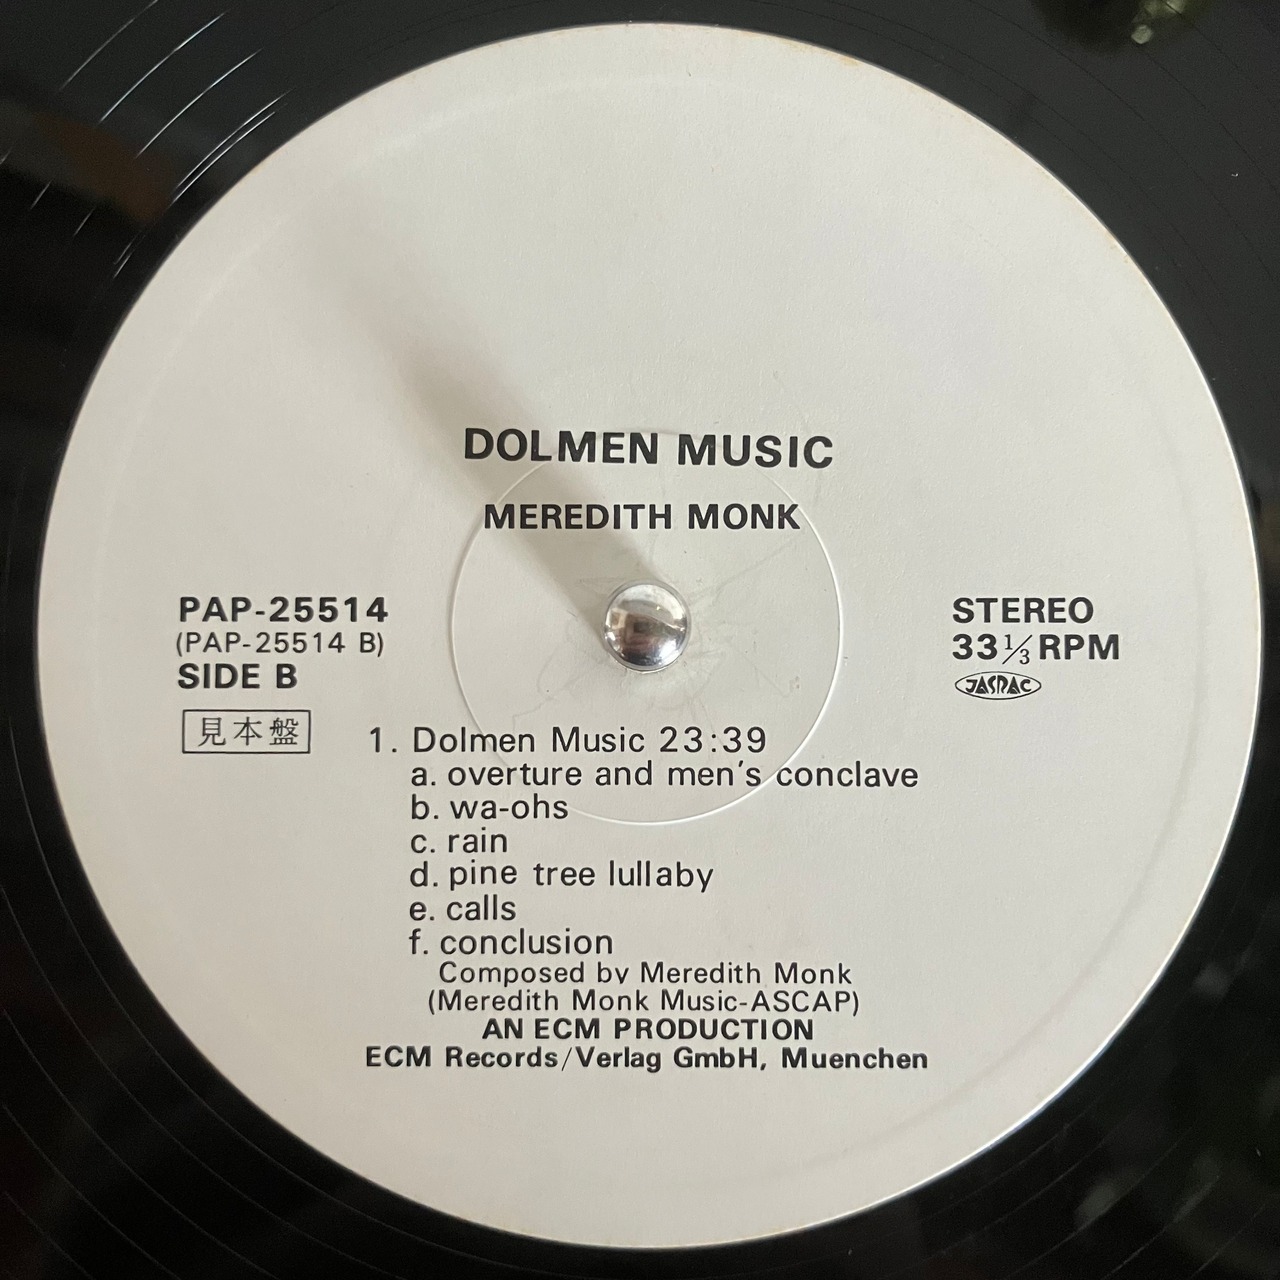 DOLMEN MUSIC
MEREDITH MONK
PAP-25514
(PAP-25514 B)
SIDE B
見本盤
STEREO
33 1/3 RPM
JASRAC
1. Dolmen Music 23:39
a. overture and men's conclave
b. wa-ohs
c. rain
d. pine tree lullaby
e. calls
f. conclusion
Composed by Meredith Monk
(Meredith Monk Music-ASCAP)
AN ECM PRODUCTION
ECM Records/Verlag GmbH, Muenchen